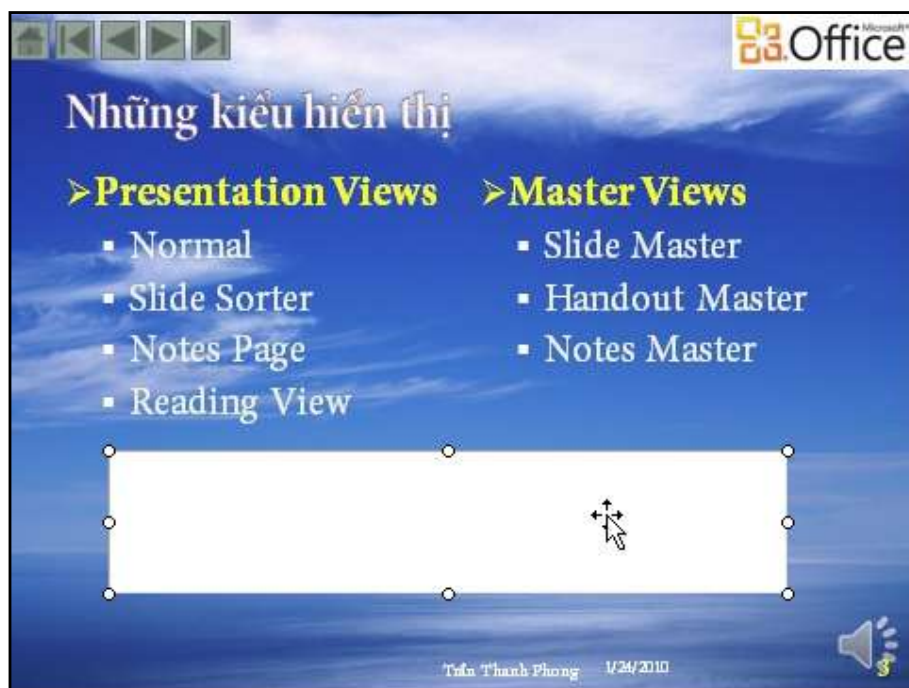 Microsoft®
Office
Những kiểu hiển thị
➢Presentation Views
▪ Normal
▪ Slide Sorter
▪ Notes Page
▪ Reading View
➢Master Views
▪ Slide Master
▪ Handout Master
▪ Notes Master
Trần Thanh Phong 1/24/2010
3